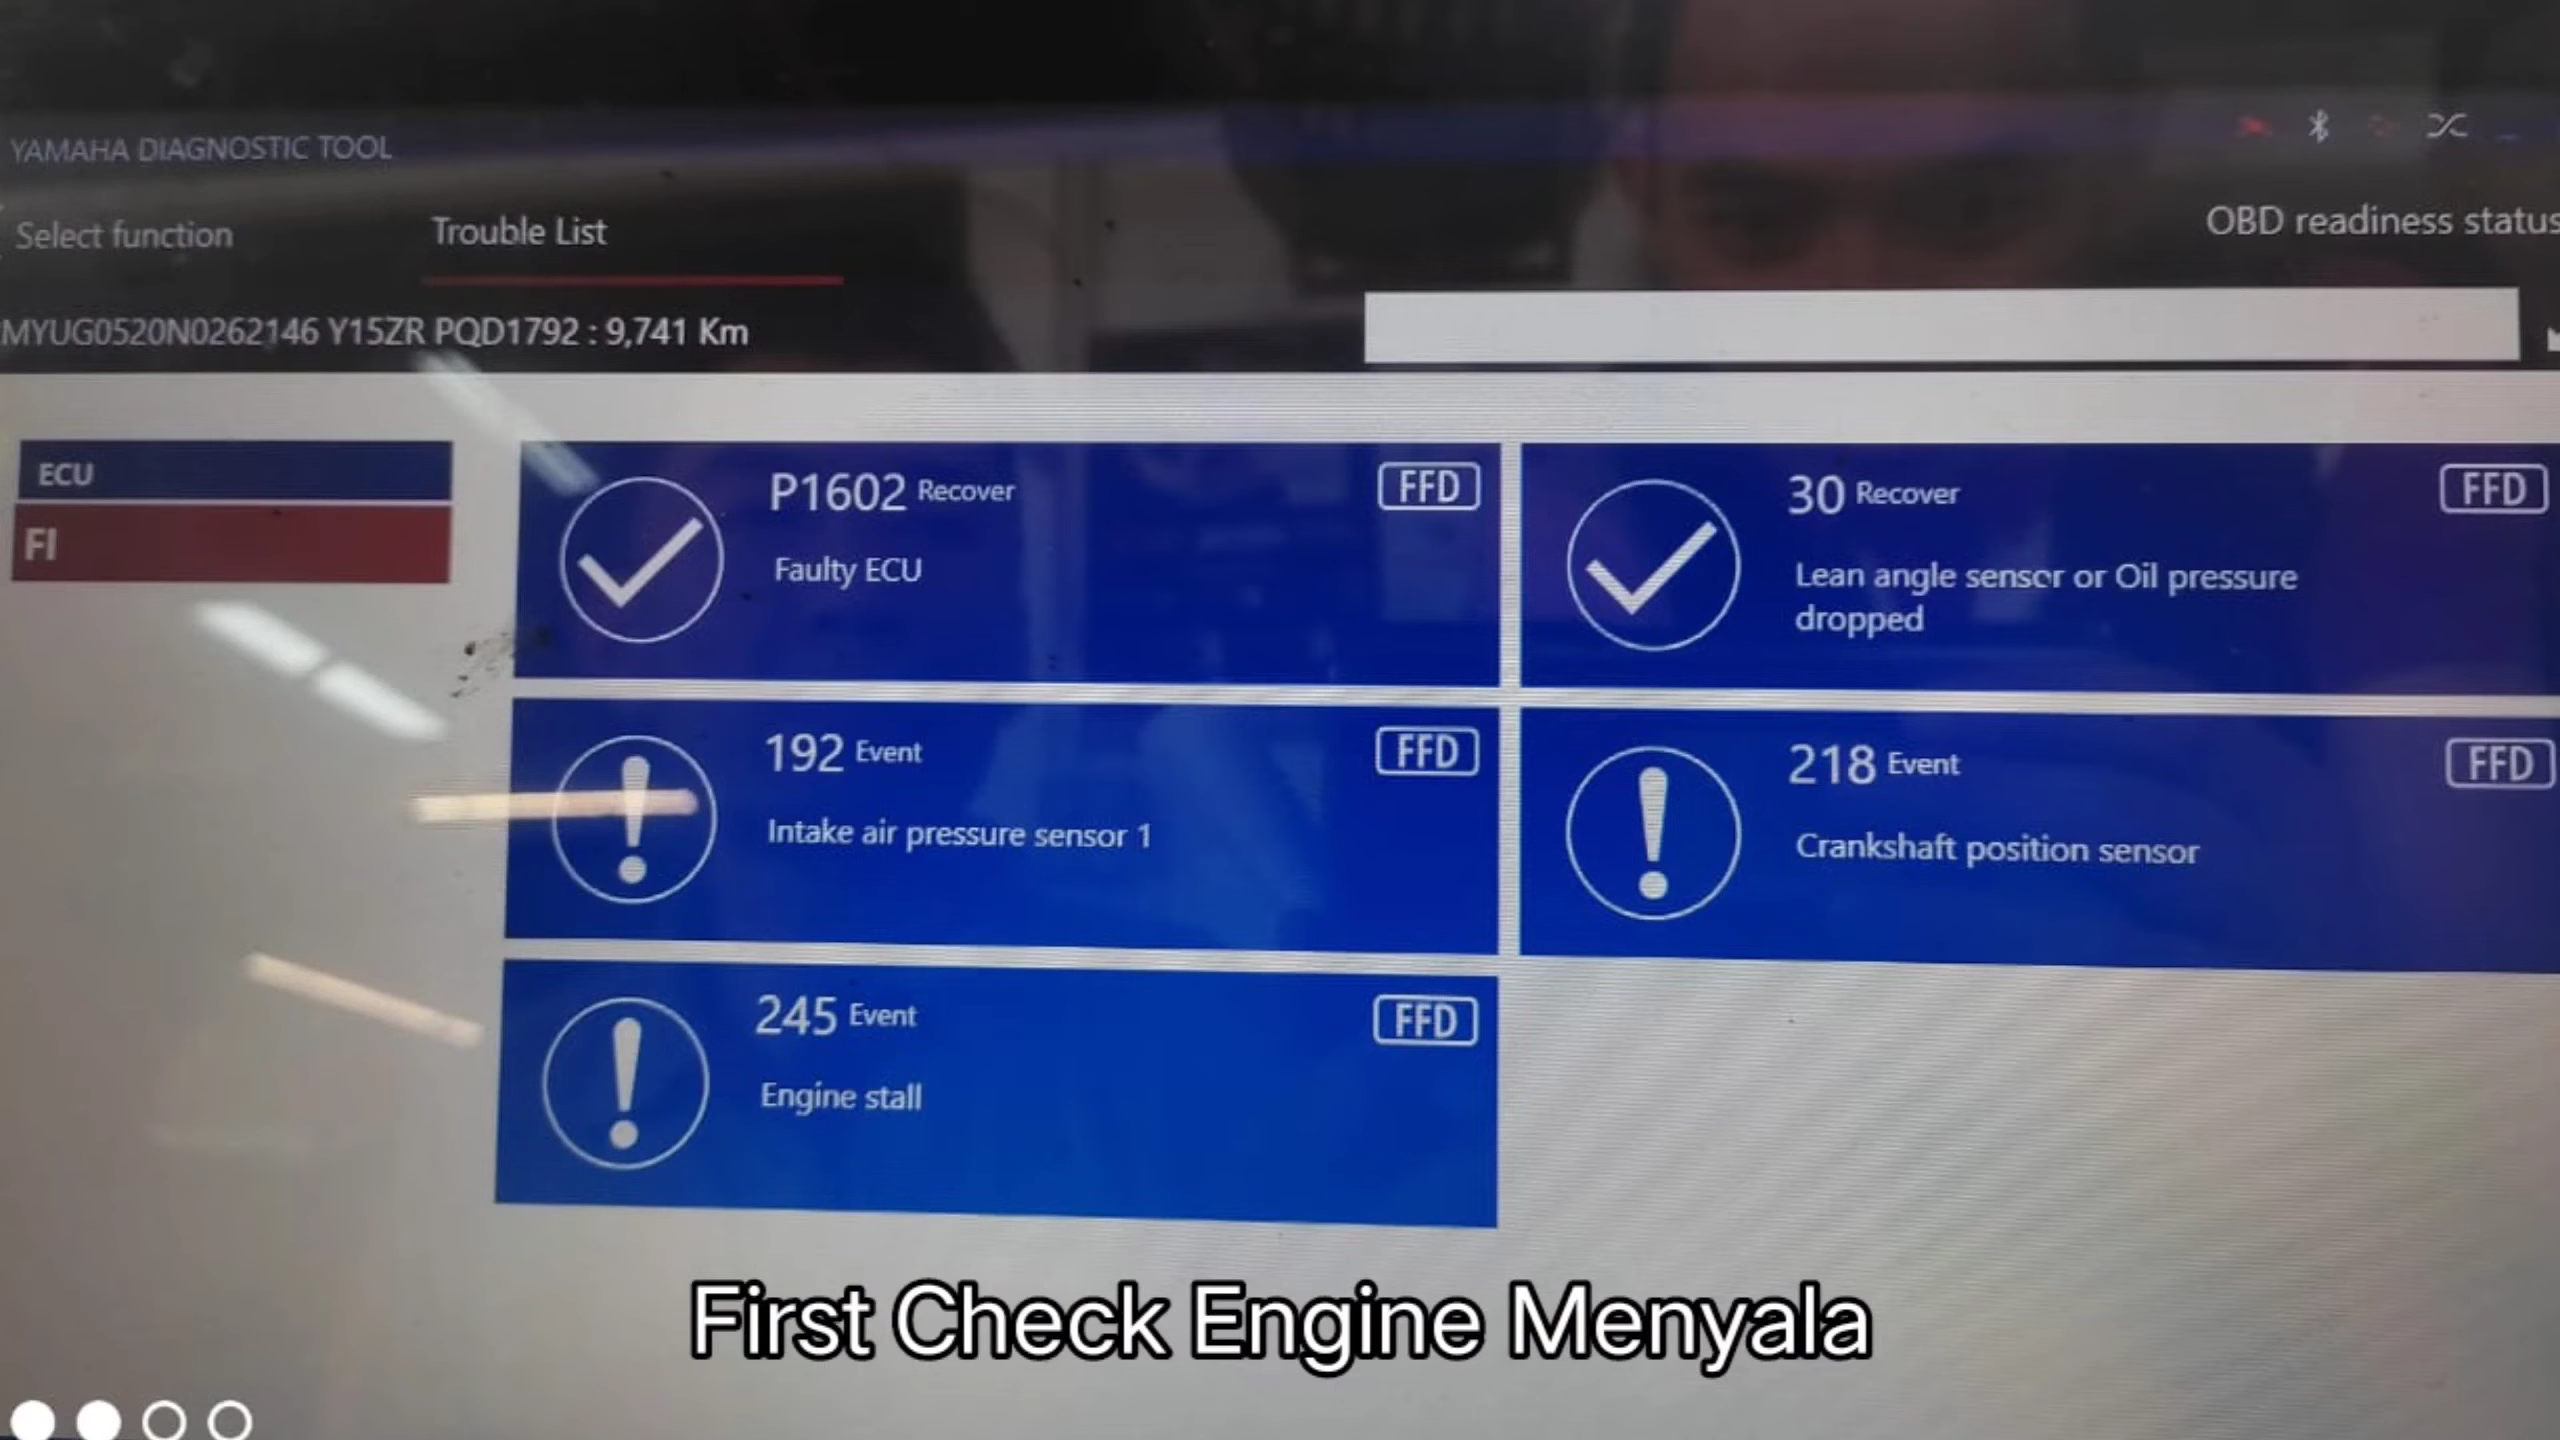 YAMAHA DIAGNOSTIC TOOL
Select function
Trouble List
OBD readiness status
MYUG0520N0262146 Y15ZR PQD1792 : 9,741 Km
ECU
FI
P1602 Recover
FFD
Faulty ECU
30 Recover
FFD
Lean angle sensor or Oil pressure
dropped
192 Event
FFD
Intake air pressure sensor 1
218 Event
FFD
Crankshaft position sensor
245 Event
FFD
Engine stall
First Check Engine Menyala